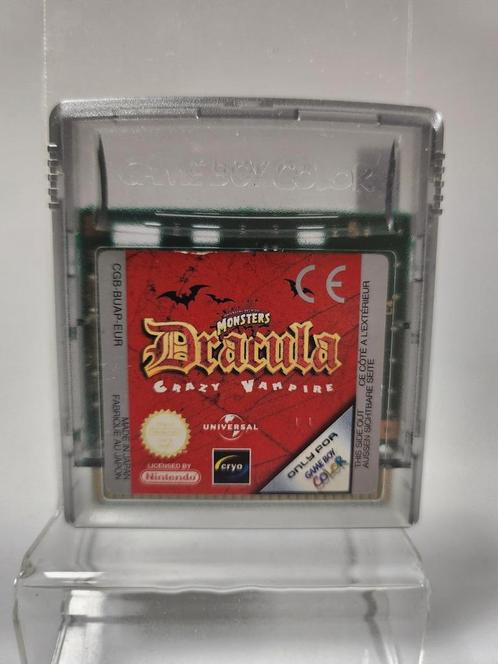 GAME BOY COLOR
CE
MONSTERS
Dracula
CRAZY VAMPIRE
UNIVERSAL
cryo
LICENSED BY
Nintendo
ONLY FOR
GAME BOY
COLOR
CGB-BUAP-EUR
MADE IN JAPAN
FABRIQUÉ AU JAPON
THIS SIDE OUT
CE CÔTÉ A L'EXTÉRIEUR
AUSSEN SICHTBARE SEITE